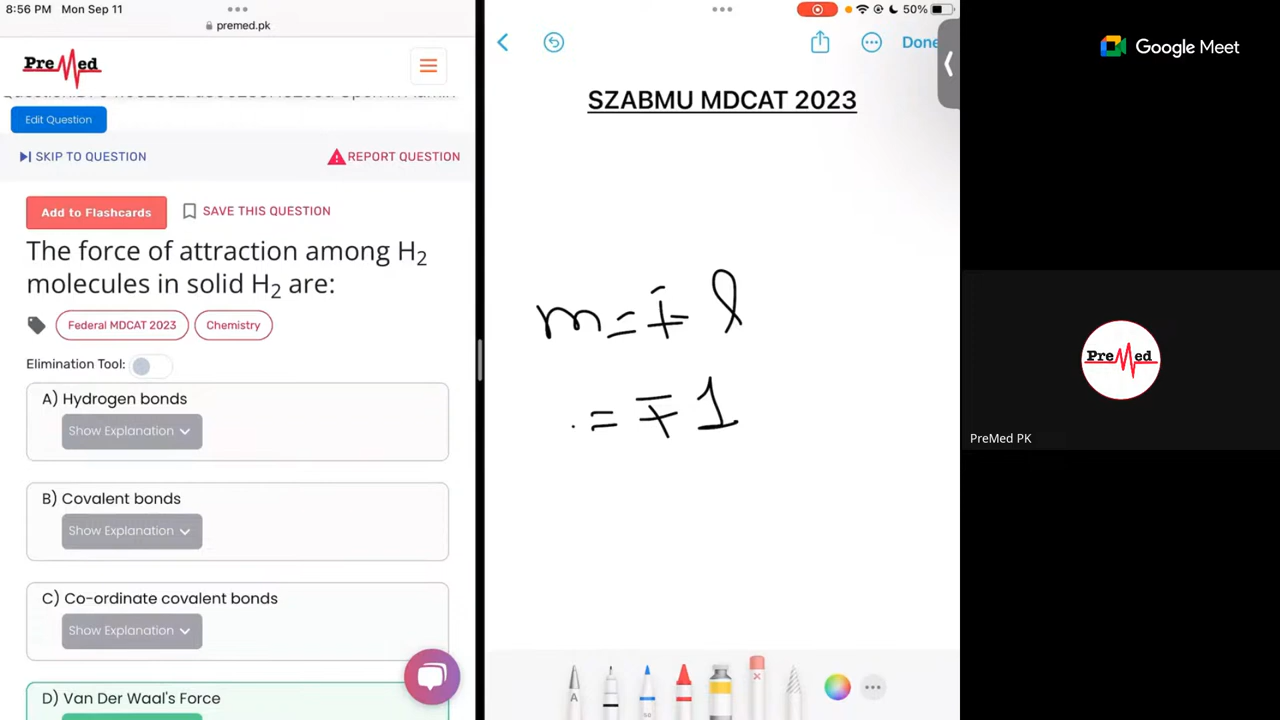 8:56 PM Mon Sep 11
premed.pk
PreMed
Edit Question
SKIP TO QUESTION
REPORT QUESTION
Add to Flashcards
SAVE THIS QUESTION
The force of attraction among H₂
molecules in solid H₂ are:
Federal MDCAT 2023
Chemistry
Elimination Tool:
A) Hydrogen bonds
Show Explanation
B) Covalent bonds
Show Explanation
C) Co-ordinate covalent bonds
Show Explanation
D) Van Der Waal's Force
50%
Done
SZABMU MDCAT 2023
m = ∓ l
= ∓ 1
A
Google Meet
PreMed
PreMed PK